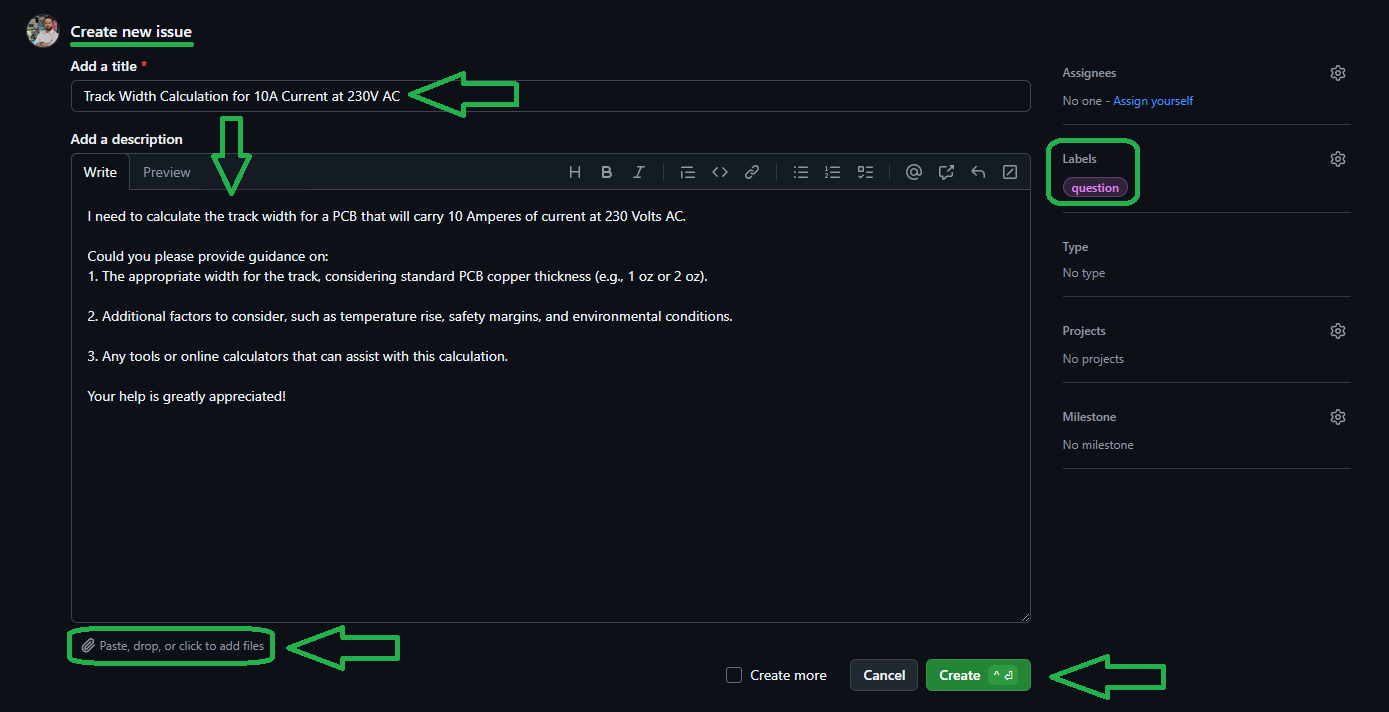 Create new issue
Add a title *
Track Width Calculation for 10A Current at 230V AC
Add a description
Write Preview
I need to calculate the track width for a PCB that will carry 10 Amperes of current at 230 Volts AC.
Could you please provide guidance on:
1. The appropriate width for the track, considering standard PCB copper thickness (e.g., 1 oz or 2 oz).
2. Additional factors to consider, such as temperature rise, safety margins, and environmental conditions.
3. Any tools or online calculators that can assist with this calculation.
Your help is greatly appreciated!
Paste, drop, or click to add files
Create more Cancel Create ^ ⏎
Assignees
No one - Assign yourself
Labels
question
Type
No type
Projects
No projects
Milestone
No milestone